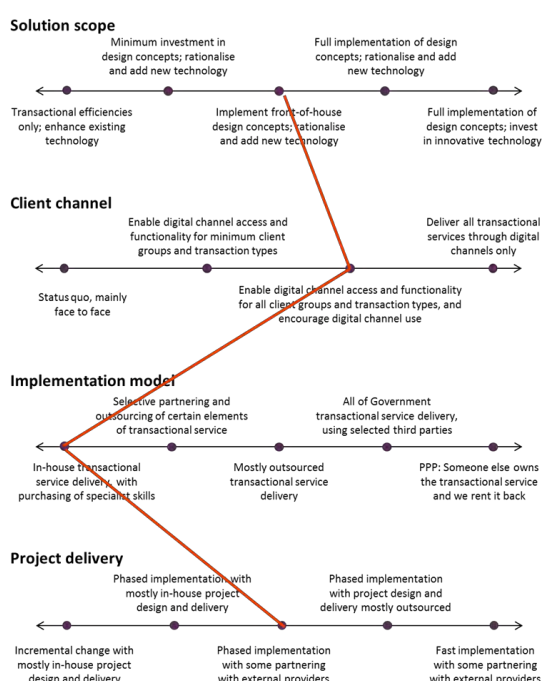 Solution scope
Minimum investment in
design concepts; rationalise
and add new technology
Full implementation of design
concepts; rationalise and add
new technology
Transactional efficiencies
only; enhance existing
technology
Implement front-of-house
design concepts; rationalise
and add new technology
Full implementation of
design concepts; invest
in innovative technology
Client channel
Enable digital channel access and
functionality for minimum client
groups and transaction types
Deliver all transactional
services through digital
channels only
Status quo, mainly
face to face
Enable digital channel access and functionality
for all client groups and transaction types, and
encourage digital channel use
Implementation model
Selective partnering and
outsourcing of certain elements
of transactional service
All of Government
transactional service delivery,
using selected third parties
In-house transactional
service delivery, with
purchasing of specialist skills
Mostly outsourced
transactional service
delivery
PPP: Someone else owns
the transactional service
and we rent it back
Project delivery
Phased implementation with
mostly in-house project
design and delivery
Phased implementation
with project design and
delivery mostly outsourced
Incremental change with
mostly in-house project
design and delivery
Phased implementation
with some partnering
with external providers
Fast implementation
with some partnering
with external providers